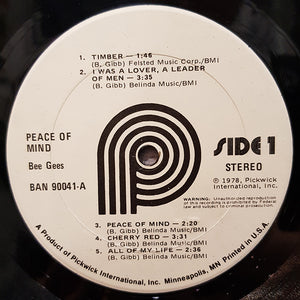 1. TIMBER — 1:46
(B. Gibb) Felsted Music Corp./BMI
2. I WAS A LOVER, A LEADER
OF MEN — 3:35
(B. Gibb) Belinda Music/BMI
PEACE OF
MIND
Bee Gees
BAN 90041-A
SIDE 1
STEREO
℗ 1978, Pickwick
International, Inc.
WARNING: Unauthorized reproduction
of this recording is prohibited by Federal
law and subject to criminal prosecution.
3. PEACE OF MIND — 2:20
(B. Gibb) Belinda Music/BMI
4. CHERRY RED — 3:31
(B. Gibb) Belinda Music/BMI
5. ALL OF MY LIFE — 2:36
(B. Gibb) Belinda Music/BMI
A Product of Pickwick International, Inc. Minneapolis, MN Printed in U.S.A.